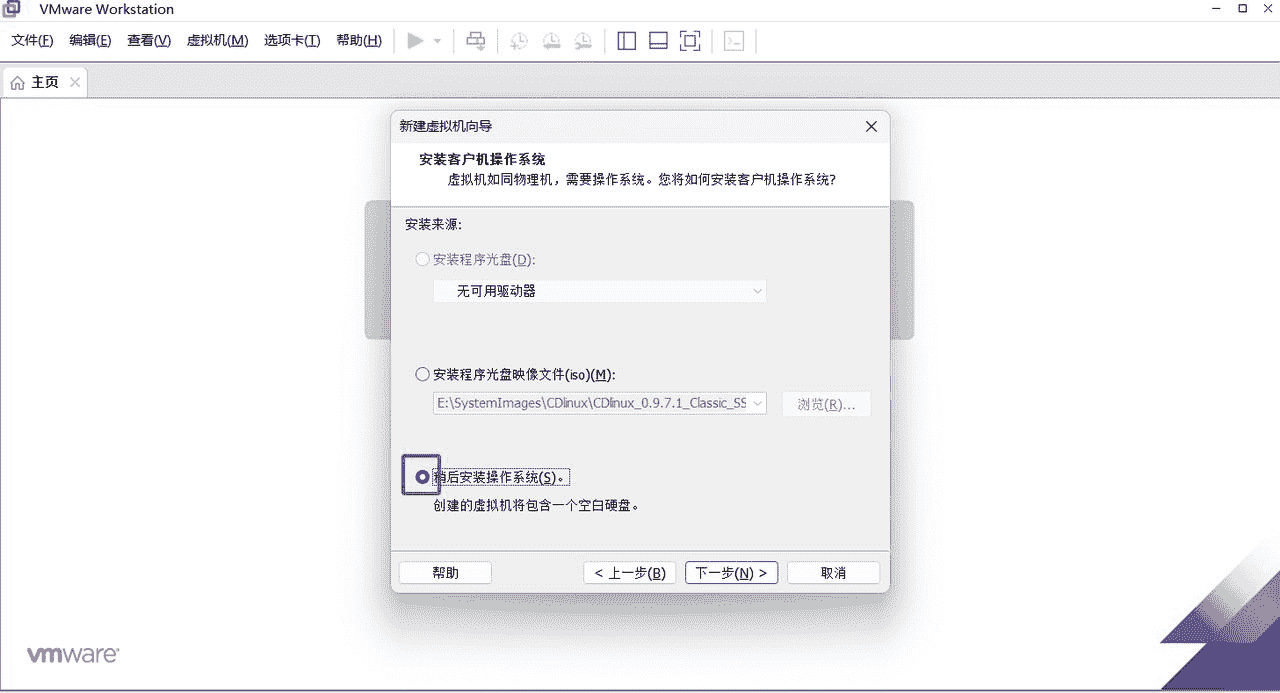 VMware Workstation
文件(F) 编辑(E) 查看(V) 虚拟机(M) 选项卡(T) 帮助(H)
主页
新建虚拟机向导
安装客户机操作系统
虚拟机如同物理机，需要操作系统。您将如何安装客户机操作系统?
安装来源:
安装程序光盘(D):
无可用驱动器
安装程序光盘映像文件(iso)(M):
E:\SystemImages\CDlinux\CDlinux_0.9.7.1_Classic_SS 浏览(R)...
稍后安装操作系统(S)。
创建的虚拟机将包含一个空白硬盘。
帮助 < 上一步(B) 下一步(N) > 取消
vmware